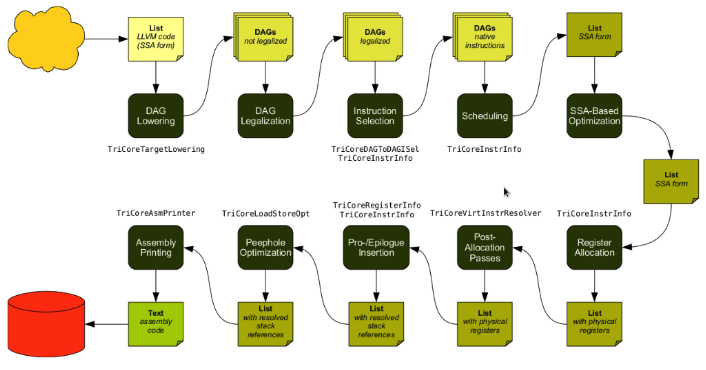 List
LLVM code
(SSA form)
DAGs
not legalized
DAGs
legalized
DAGs
native
instructions
List
SSA form
DAG
Lowering
DAG
Legalization
Instruction
Selection
Scheduling
SSA-Based
Optimization
TriCoreTargetLowering
TriCoreDAGToDAGISel
TriCoreInstrInfo
TriCoreInstrInfo
List
SSA form
TriCoreAsmPrinter
TriCoreLoadStoreOpt
TriCoreRegisterInfo
TriCoreInstrInfo
TriCoreVirtInstrResolver
TriCoreInstrInfo
Assembly
Printing
Peephole
Optimization
Pro-/Epilogue
Insertion
Post-
Allocation
Passes
Register
Allocation
Text
assembly
code
List
with resolved
stack
references
List
with resolved
stack
references
List
with physical
registers
List
with physical
registers